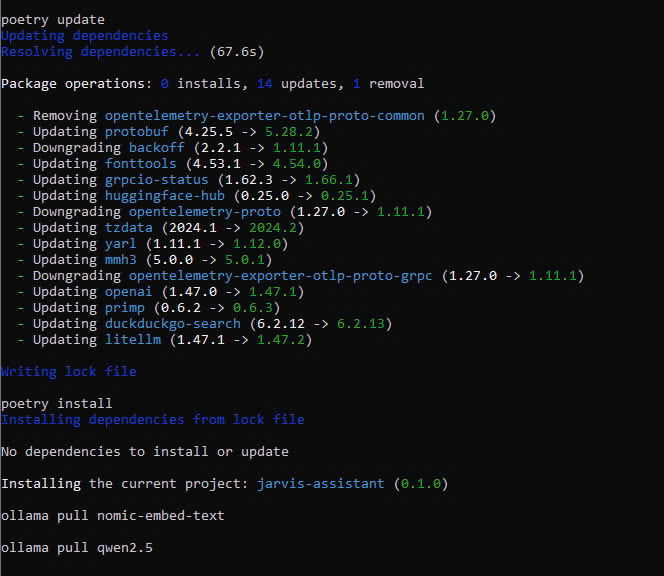 poetry update
Updating dependencies
Resolving dependencies... (67.6s)
Package operations: 0 installs, 14 updates, 1 removal
- Removing opentelemetry-exporter-otlp-proto-common (1.27.0)
- Updating protobuf (4.25.5 -> 5.28.2)
- Downgrading backoff (2.2.1 -> 1.11.1)
- Updating fonttools (4.53.1 -> 4.54.0)
- Updating grpcio-status (1.62.3 -> 1.66.1)
- Updating huggingface-hub (0.25.0 -> 0.25.1)
- Downgrading opentelemetry-proto (1.27.0 -> 1.11.1)
- Updating tzdata (2024.1 -> 2024.2)
- Updating yarl (1.11.1 -> 1.12.0)
- Updating mmh3 (5.0.0 -> 5.0.1)
- Downgrading opentelemetry-exporter-otlp-proto-grpc (1.27.0 -> 1.11.1)
- Updating openai (1.47.0 -> 1.47.1)
- Updating primp (0.6.2 -> 0.6.3)
- Updating duckduckgo-search (6.2.12 -> 6.2.13)
- Updating litellm (1.47.1 -> 1.47.2)
Writing lock file
poetry install
Installing dependencies from lock file
No dependencies to install or update
Installing the current project: jarvis-assistant (0.1.0)
ollama pull nomic-embed-text
ollama pull qwen2.5